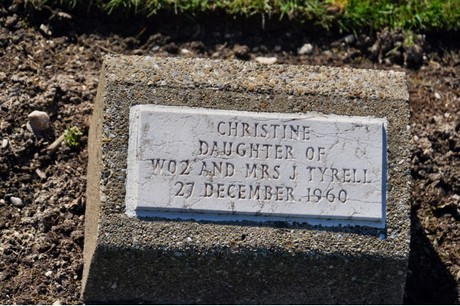 CHRISTINE
DAUGHTER OF
WO2 AND MRS J TYRELL
27 DECEMBER 1960